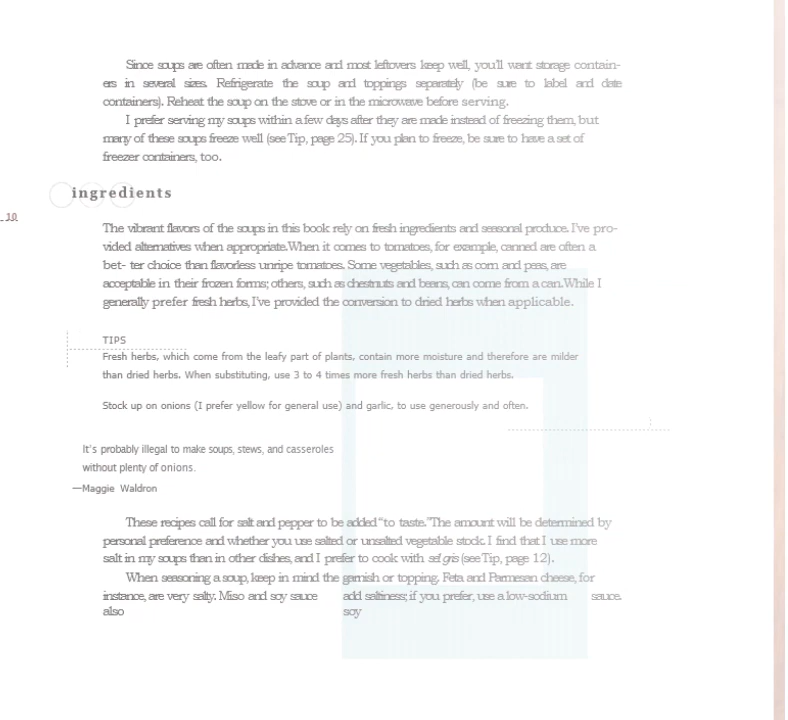 Since soups are often made in advance and most leftovers keep well, you'll want storage contain-
ers in several sizes. Refrigerate the soup and toppings separately (be sure to label and date
containers). Reheat the soup on the stove or in the microwave before serving.
I prefer serving my soups within a few days after they are made instead of freezing them, but
many of these soups freeze well (see Tip, page 25). If you plan to freeze, be sure to have a set of
freezer containers, too.
ingredients
10
The vibrant flavors of the soups in this book rely on fresh ingredients and seasonal produce. I've pro-
vided alternatives when appropriate. When it comes to tomatoes, for example, canned are often a
bet- ter choice than flavorless unripe tomatoes. Some vegetables, such as corn and peas, are
acceptable in their frozen forms; others, such as chestnuts and beans, can come from a can. While I
generally prefer fresh herbs, I've provided the conversion to dried herbs when applicable.
TIPS
Fresh herbs, which come from the leafy part of plants, contain more moisture and therefore are milder
than dried herbs. When substituting, use 3 to 4 times more fresh herbs than dried herbs.
Stock up on onions (I prefer yellow for general use) and garlic, to use generously and often.
It's probably illegal to make soups, stews, and casseroles
without plenty of onions.
—Maggie Waldron
These recipes call for salt and pepper to be added "to taste." The amount will be determined by
personal preference and whether you use salted or unsalted vegetable stock. I find that I use more
salt in my soups than in other dishes, and I prefer to cook with sel gris (see Tip, page 12).
When seasoning a soup, keep in mind the garnish or topping. Feta and Parmesan cheese, for
instance, are very salty. Miso and soy sauce add saltiness; if you prefer, use a low-sodium sauce.
also soy